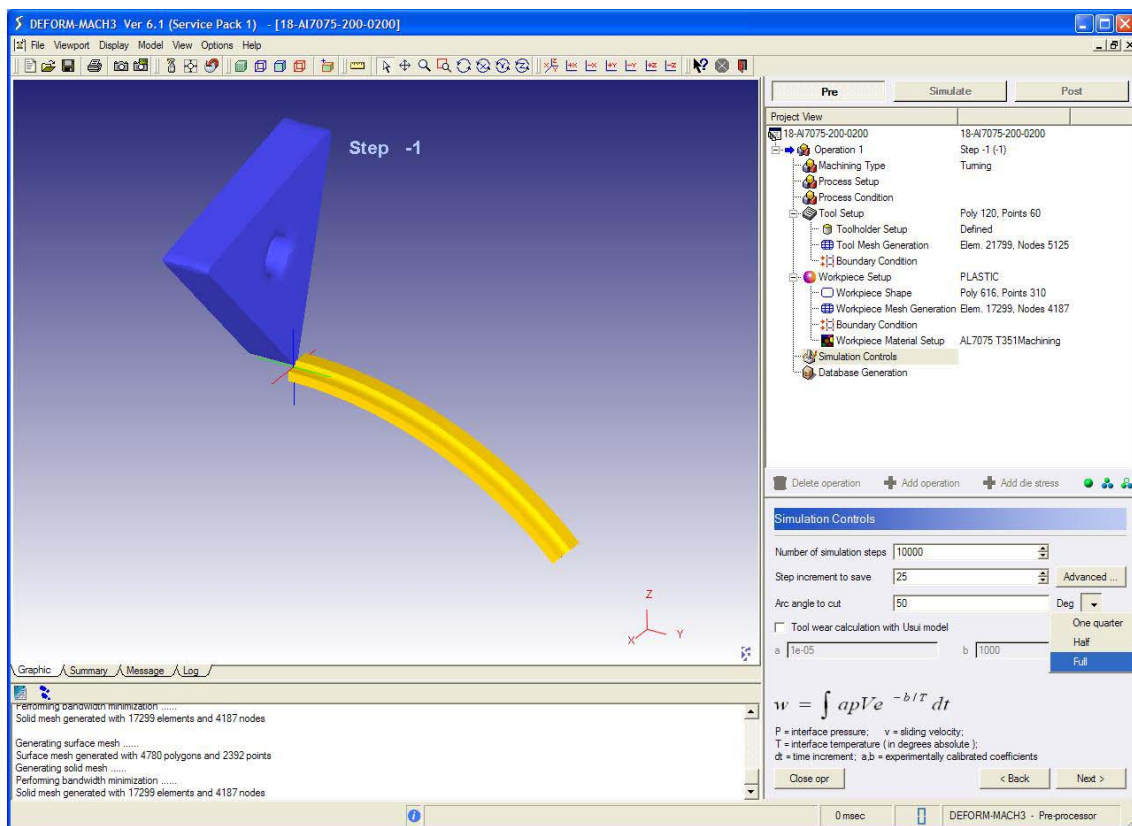 DEFORM-MACH3 Ver 6.1 (Service Pack 1) - [18-Al7075-200-0200]
File Viewport Display Model View Options Help
Step -1
Z
X
Y
Graphic Summary Message Log
Performing bandwidth minimization ......
Solid mesh generated with 17299 elements and 4187 nodes
Generating surface mesh ......
Surface mesh generated with 4780 polygons and 2392 points
Generating solid mesh ......
Performing bandwidth minimization ......
Solid mesh generated with 17299 elements and 4187 nodes
Pre Simulate Post
Project View
18-Al7075-200-0200 18-Al7075-200-0200
Operation 1 Step -1 (-1)
Machining Type Turning
Process Setup
Process Condition
Tool Setup Poly 120, Points 60
Toolholder Setup Defined
Tool Mesh Generation Elem. 21799, Nodes 5125
Boundary Condition
Workpiece Setup PLASTIC
Workpiece Shape Poly 616, Points 310
Workpiece Mesh Generation Elem. 17299, Nodes 4187
Boundary Condition
Workpiece Material Setup AL7075 T351Machining
Simulation Controls
Database Generation
Delete operation Add operation Add die stress
Simulation Controls
Number of simulation steps 10000
Step increment to save 25 Advanced ...
Arc angle to cut 50 Deg
One quarter
Half
Full
Tool wear calculation with Usui model
a 1e-05 b 1000
w = ∫ apVe −b/T dt
P = interface pressure; v = sliding velocity;
T = interface temperature ( in degrees absolute );
dt = time increment; a,b = experimentally calibrated coefficients
Close opr < Back Next >
0 msec DEFORM-MACH3 - Pre-processor